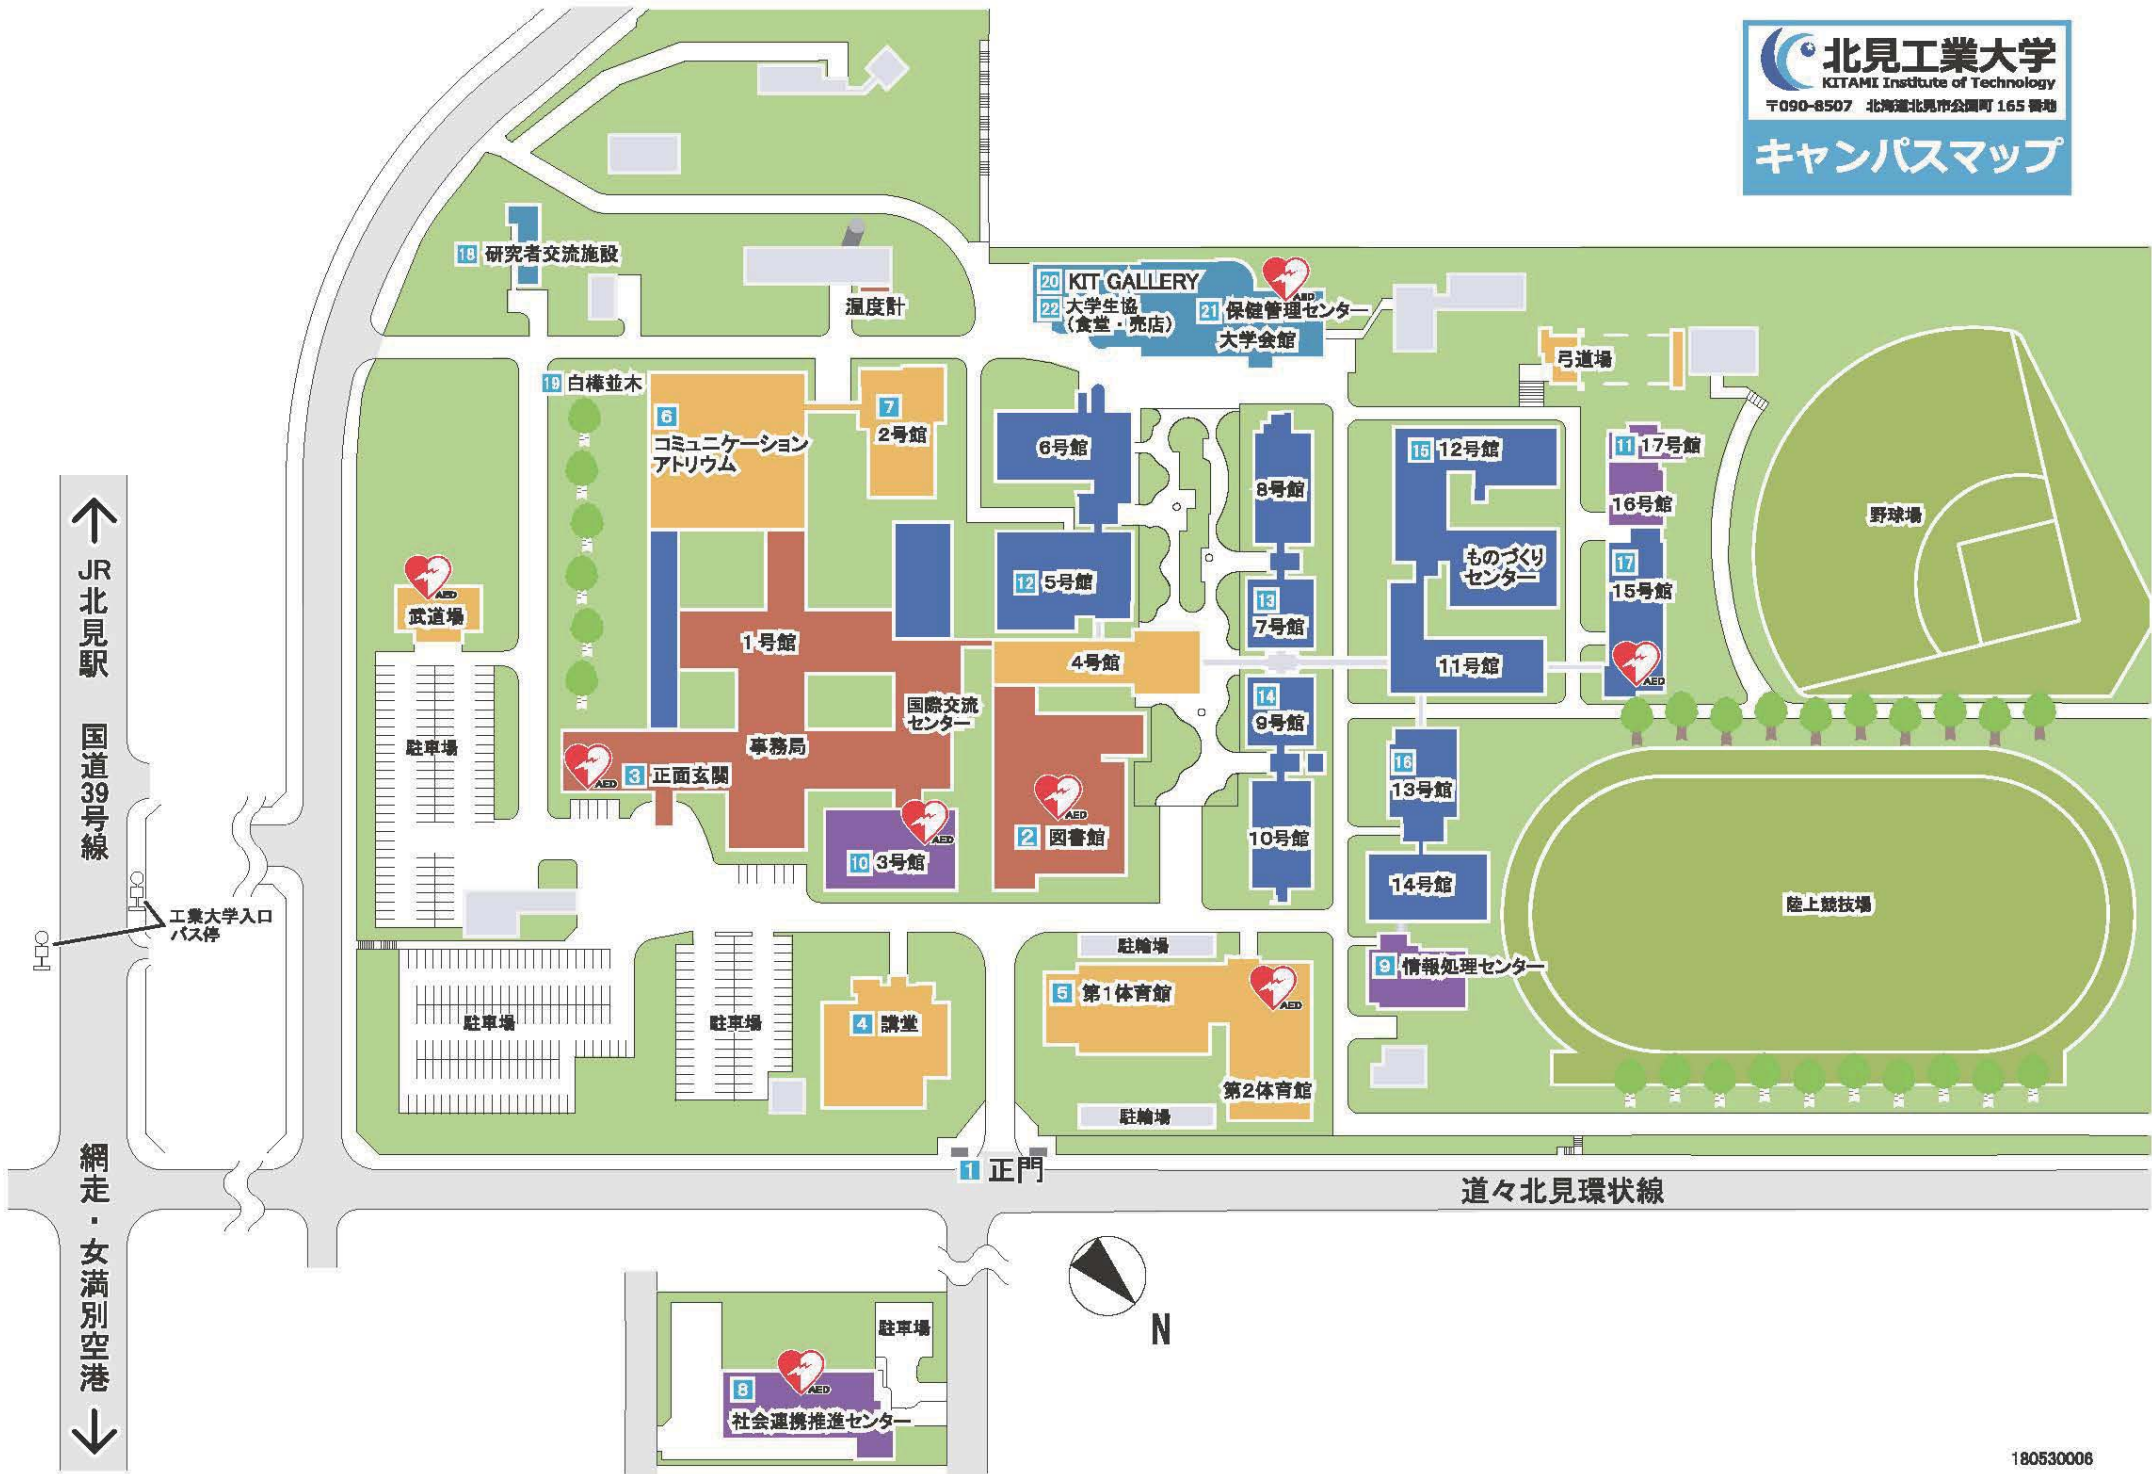 北見工業大学
KITAMI Institute of Technology
〒090-8507 北海道北見市公園町 165 番地
キャンパスマップ
18 研究者交流施設
温度計
20 KIT GALLERY
22 大学生協
（食堂・売店）
AED
21 保健管理センター
大学会館
弓道場
19 白樺並木
6
コミュニケーション
アトリウム
7
2号館
6号館
8号館
15 12号館
11 17号館
16号館
野球場
AED
武道場
12 5号館
13
7号館
ものづくり
センター
17
15号館
AED
1号館
4号館
11号館
国際交流
センター
14
9号館
駐車場
事務局
AED
3 正面玄関
16
13号館
AED
10 3号館
AED
2 図書館
10号館
14号館
陸上競技場
JR北見駅
国道39号線
工業大学入口
バス停
駐車場
駐車場
4 講堂
駐輪場
5 第1体育館
AED
第2体育館
駐輪場
9 情報処理センター
1 正門
道々北見環状線
網走・女満別空港
N
駐車場
AED
8
社会連携推進センター
180530006